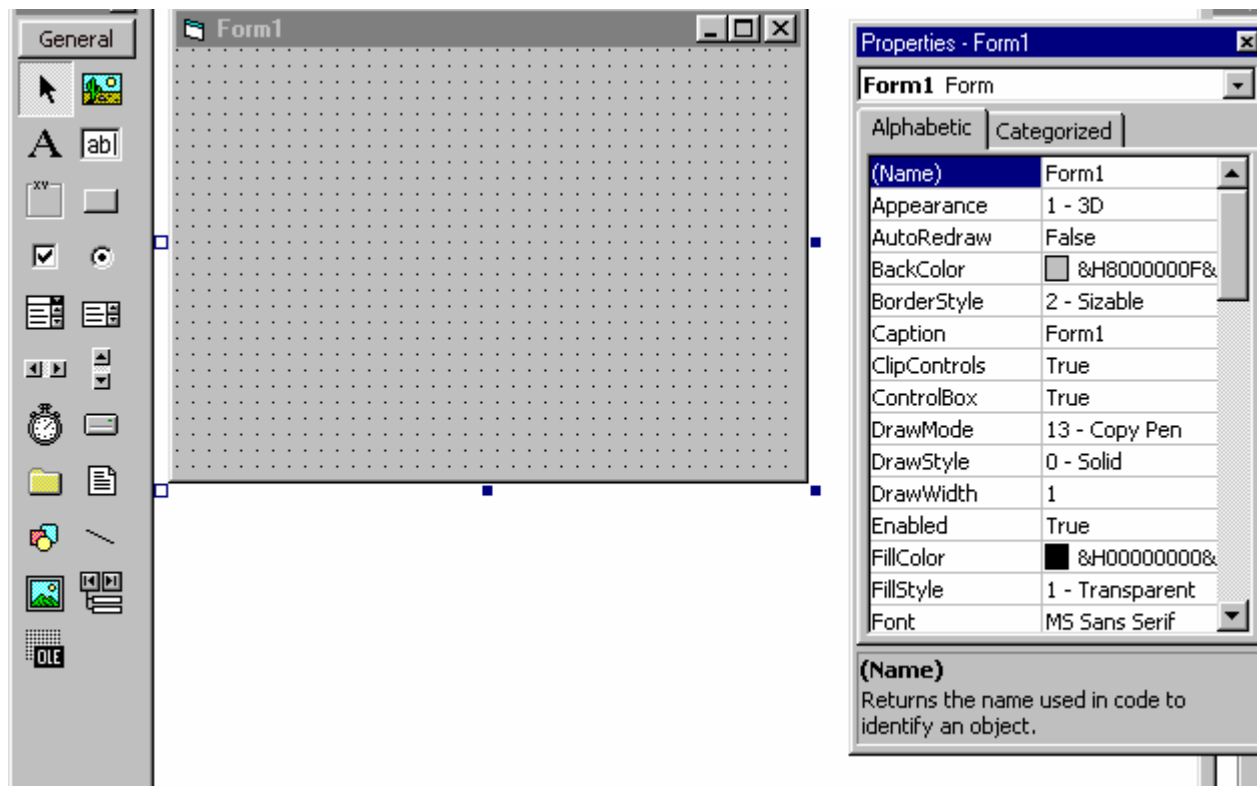 General
Form1
A
abl
XY
OLE
Properties - Form1
Form1 Form
Alphabetic Categorized
(Name) Form1
Appearance 1 - 3D
AutoRedraw False
BackColor &H8000000F&
BorderStyle 2 - Sizable
Caption Form1
ClipControls True
ControlBox True
DrawMode 13 - Copy Pen
DrawStyle 0 - Solid
DrawWidth 1
Enabled True
FillColor &H00000000&
FillStyle 1 - Transparent
Font MS Sans Serif
(Name)
Returns the name used in code to
identify an object.